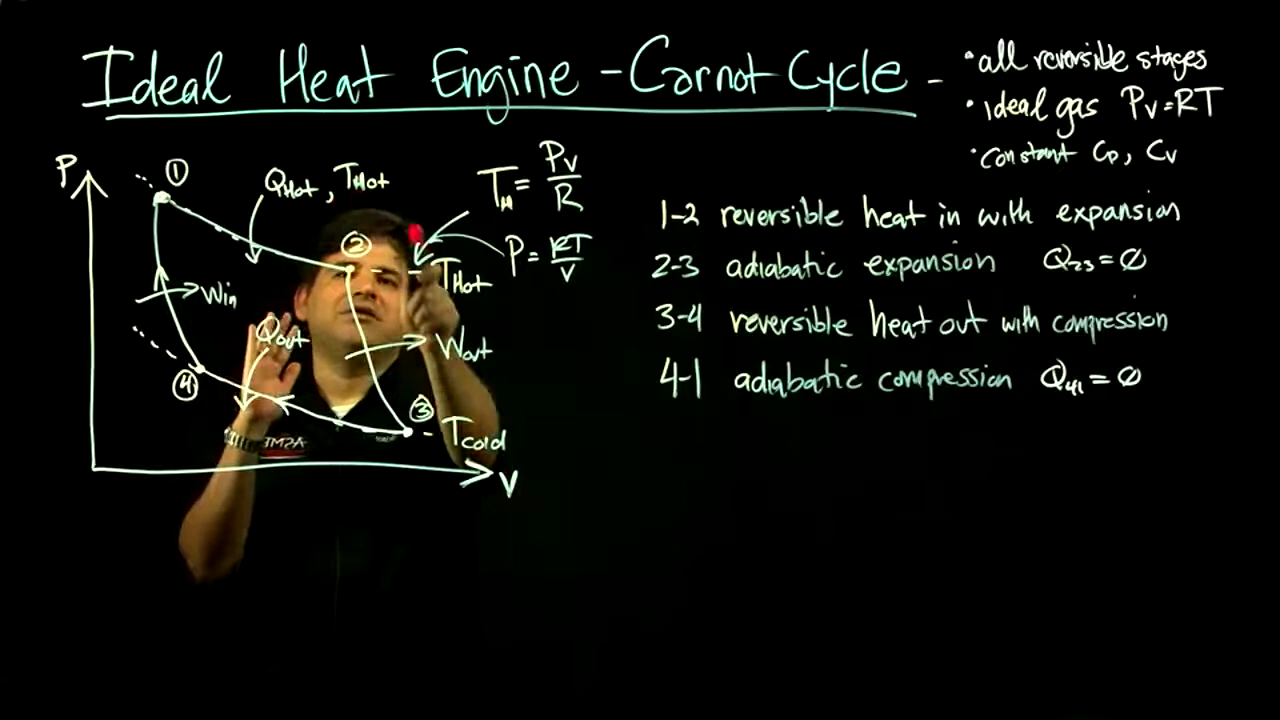 Ideal Heat Engine - Carnot Cycle -
• all reversible stages
• ideal gas Pv=RT
• constant Cp, Cv
P
①
QHot, THot
TH = Pv/R
②
P = RT/v
THot
Win
Qout
Wout
④
③
Tcold
V
1-2 reversible heat in with expansion
2-3 adiabatic expansion Q23=Ø
3-4 reversible heat out with compression
4-1 adiabatic compression Q41=Ø